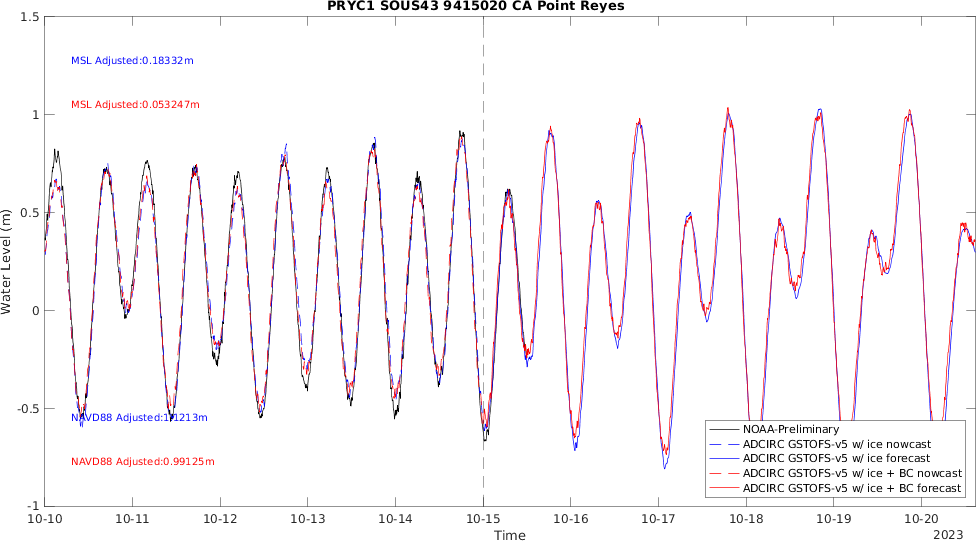 PRYC1 SOUS43 9415020 CA Point Reyes
Water Level (m)
1.5
1
0.5
0
-0.5
-1
MSL Adjusted:0.18332m
MSL Adjusted:0.053247m
NAVD88 Adjusted:1.1213m
NAVD88 Adjusted:0.99125m
NOAA-Preliminary
ADCIRC GSTOFS-v5 w/ ice nowcast
ADCIRC GSTOFS-v5 w/ ice forecast
ADCIRC GSTOFS-v5 w/ ice + BC nowcast
ADCIRC GSTOFS-v5 w/ ice + BC forecast
10-10 10-11 10-12 10-13 10-14 10-15 10-16 10-17 10-18 10-19 10-20
Time
2023